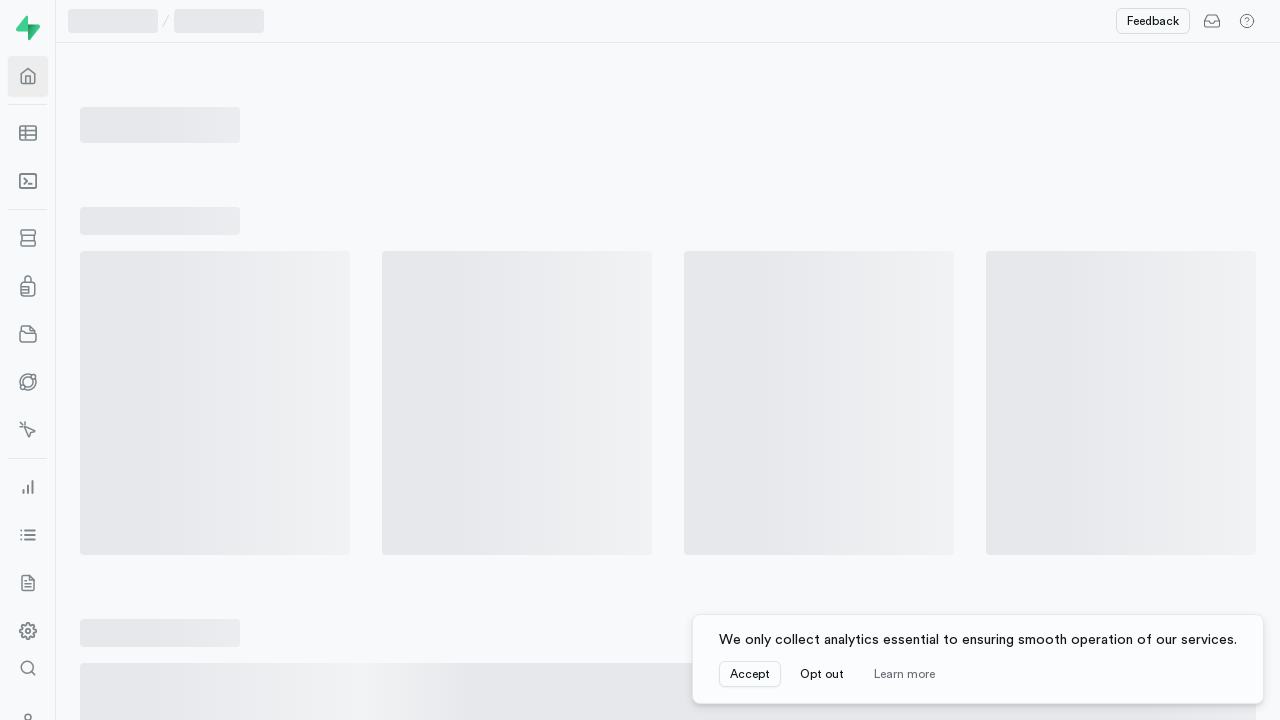 Feedback
We only collect analytics essential to ensuring smooth operation of our services.
Accept Opt out Learn more